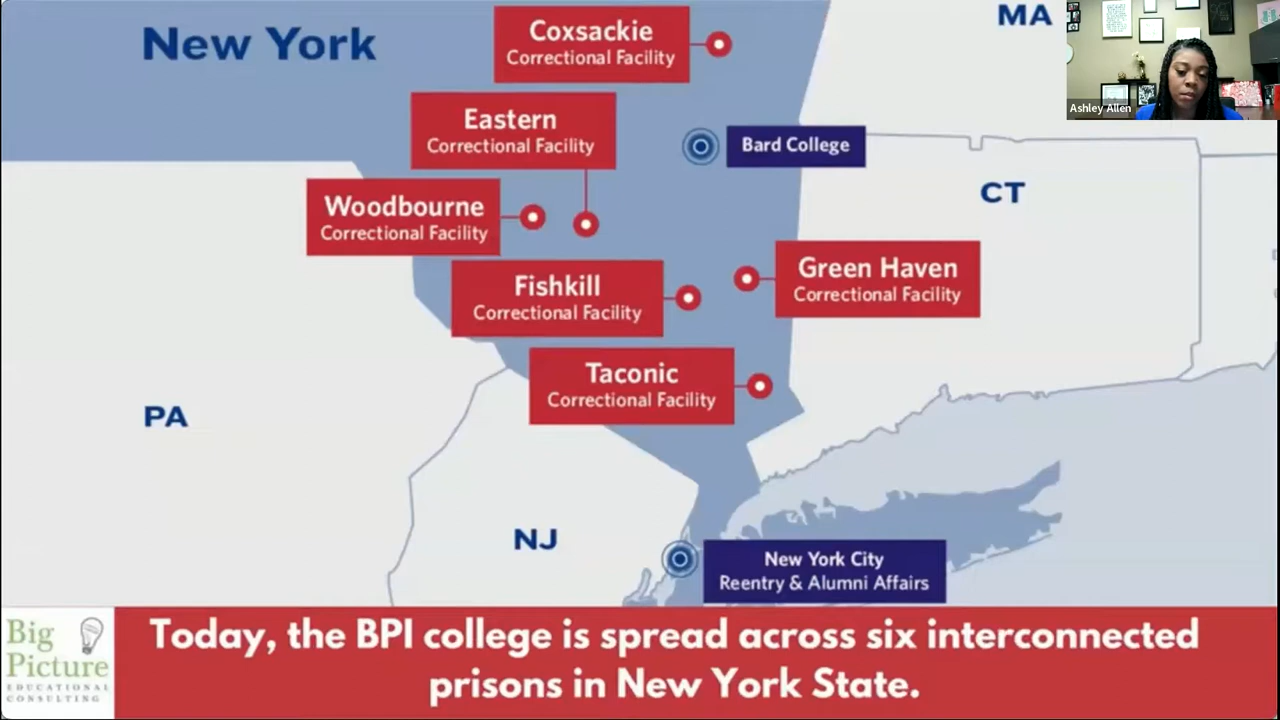 New York
Coxsackie
Correctional Facility
MA
Ashley Allen
Eastern
Correctional Facility
Bard College
Woodbourne
Correctional Facility
CT
Fishkill
Correctional Facility
Green Haven
Correctional Facility
Taconic
Correctional Facility
PA
NJ
New York City
Reentry & Alumni Affairs
Big
Picture
EDUCATIONAL
CONSULTING
Today, the BPI college is spread across six interconnected
prisons in New York State.